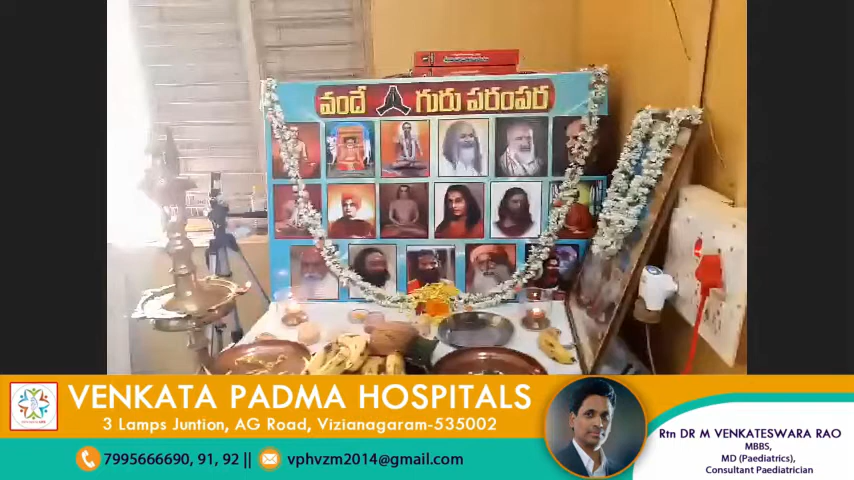 వందే గురు పరంపర
VENKATA PADMA HOSPITALS
3 Lamps Juntion, AG Road, Vizianagaram-535002
7995666690, 91, 92 || vphvzm2014@gmail.com
Rtn DR M VENKATESWARA RAO
MBBS,
MD (Paediatrics),
Consultant Paediatrician